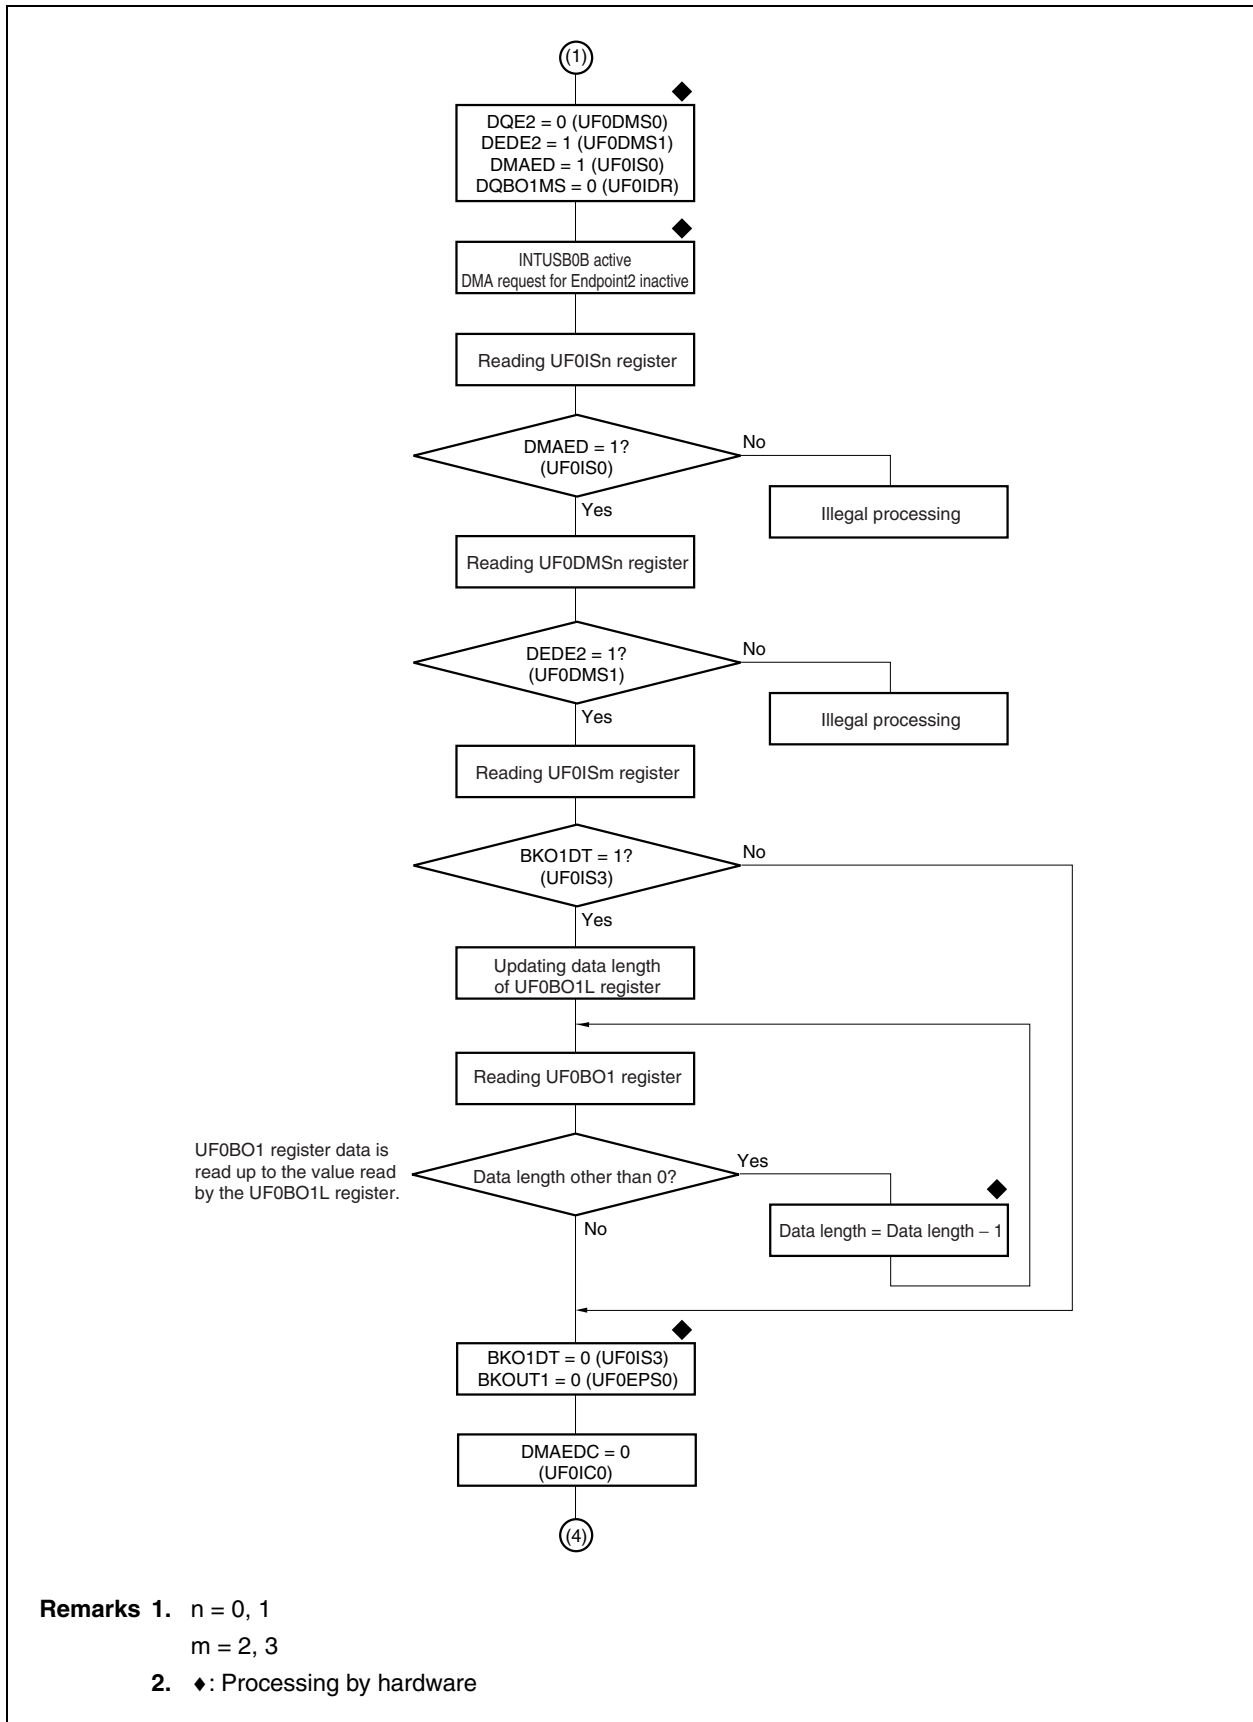 (1)
DQE2 = 0 (UF0DMS0)
DEDE2 = 1 (UF0DMS1)
DMAED = 1 (UF0IS0)
DQBO1MS = 0 (UF0IDR)
INTUSB0B active
DMA request for Endpoint2 inactive
Reading UF0ISn register
DMAED = 1?
(UF0IS0)
No
Illegal processing
Yes
Reading UF0DMSn register
DEDE2 = 1?
(UF0DMS1)
No
Illegal processing
Yes
Reading UF0ISm register
BKO1DT = 1?
(UF0IS3)
No
Yes
Updating data length
of UF0BO1L register
Reading UF0BO1 register
UF0BO1 register data is
read up to the value read
by the UF0BO1L register.
Data length other than 0?
Yes
Data length = Data length – 1
No
BKO1DT = 0 (UF0IS3)
BKOUT1 = 0 (UF0EPS0)
DMAEDC = 0
(UF0IC0)
(4)
Remarks 1. n = 0, 1
m = 2, 3
2. ♦: Processing by hardware